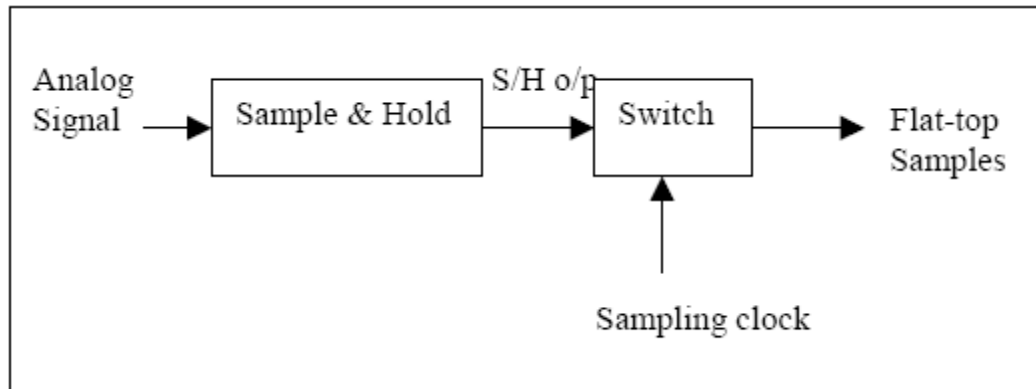 Analog
Signal
Sample & Hold
S/H o/p
Switch
Flat-top
Samples
Sampling clock